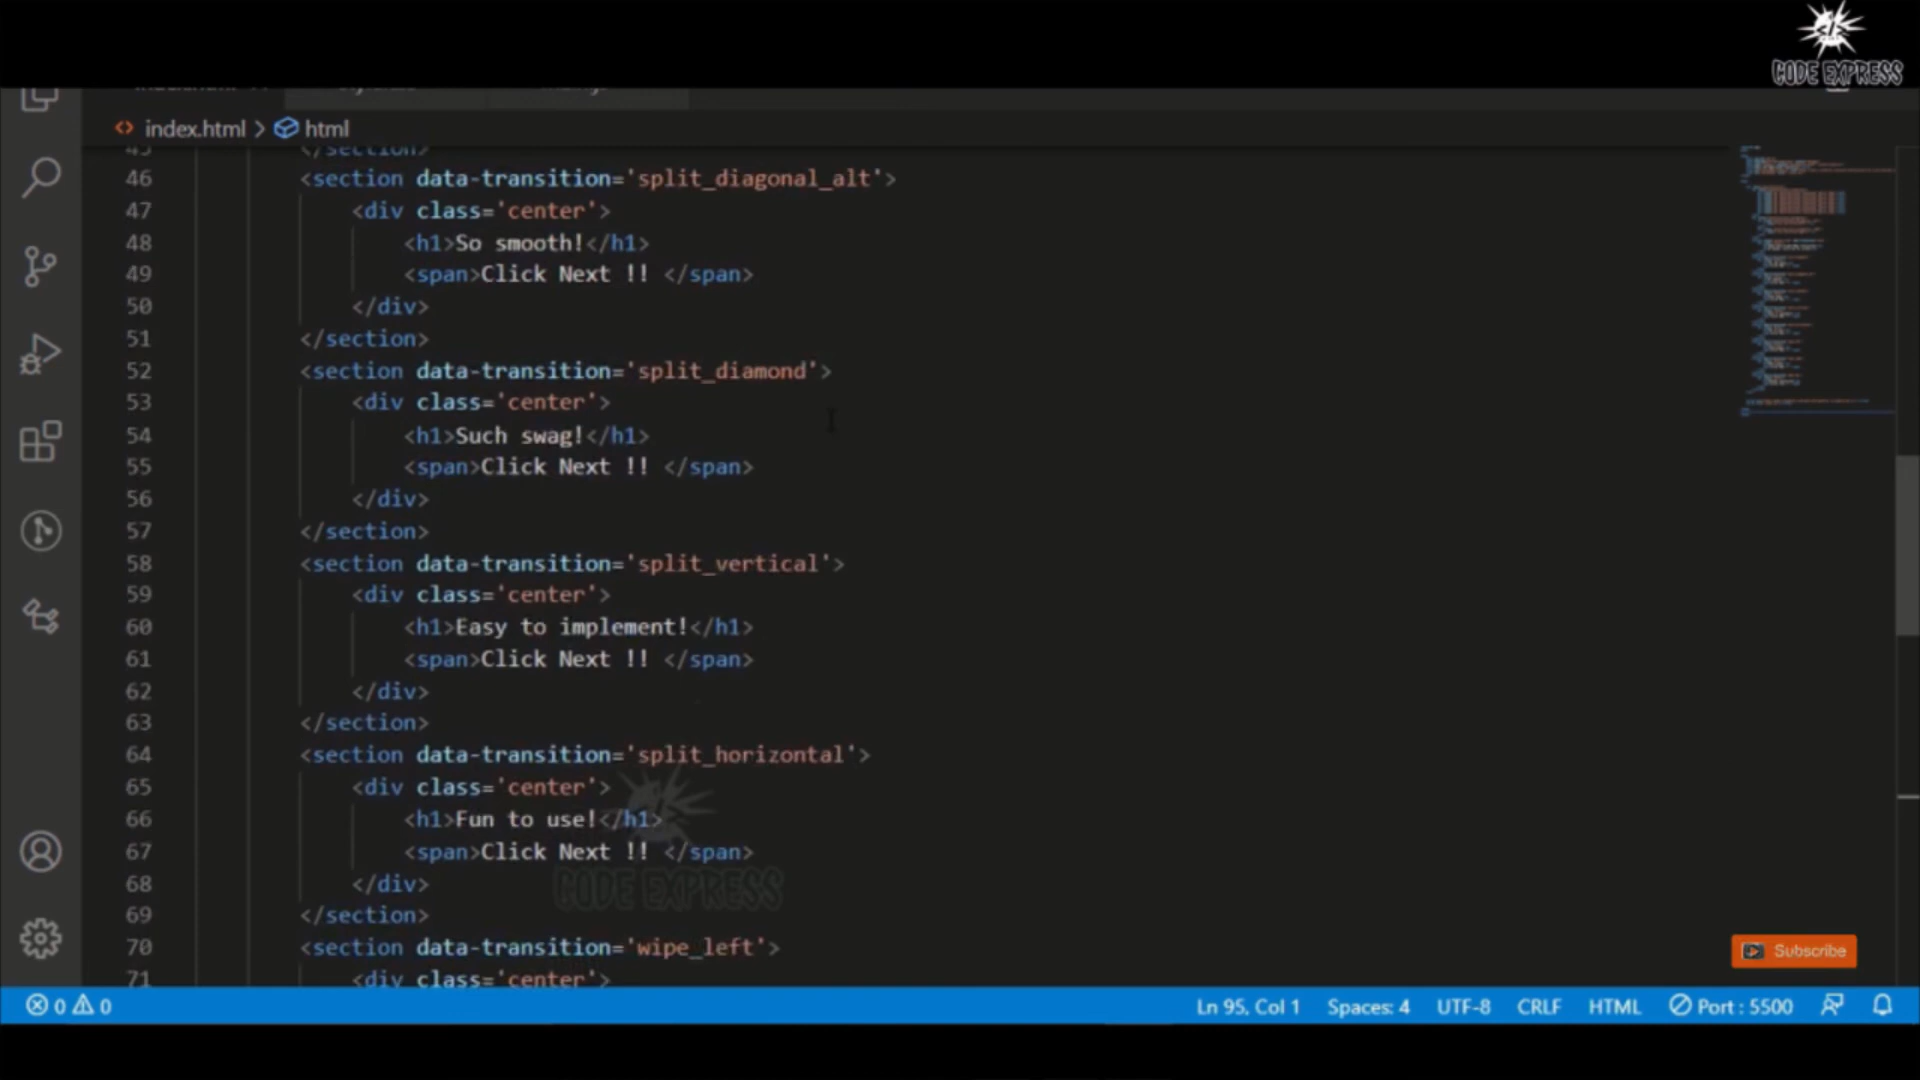 CODE EXPRESS
index.html > html
45 </section>
46 <section data-transition='split_diagonal_alt'>
47 <div class='center'>
48 <h1>So smooth!</h1>
49 <span>Click Next !! </span>
50 </div>
51 </section>
52 <section data-transition='split_diamond'>
53 <div class='center'>
54 <h1>Such swag!</h1>
55 <span>Click Next !! </span>
56 </div>
57 </section>
58 <section data-transition='split_vertical'>
59 <div class='center'>
60 <h1>Easy to implement!</h1>
61 <span>Click Next !! </span>
62 </div>
63 </section>
64 <section data-transition='split_horizontal'>
65 <div class='center'>
66 <h1>Fun to use!</h1>
67 <span>Click Next !! </span>
68 </div>
CODE EXPRESS
69 </section>
70 <section data-transition='wipe_left'>
71 <div class='center'>
Subscribe
0 0 Ln 95, Col 1 Spaces: 4 UTF-8 CRLF HTML Port : 5500